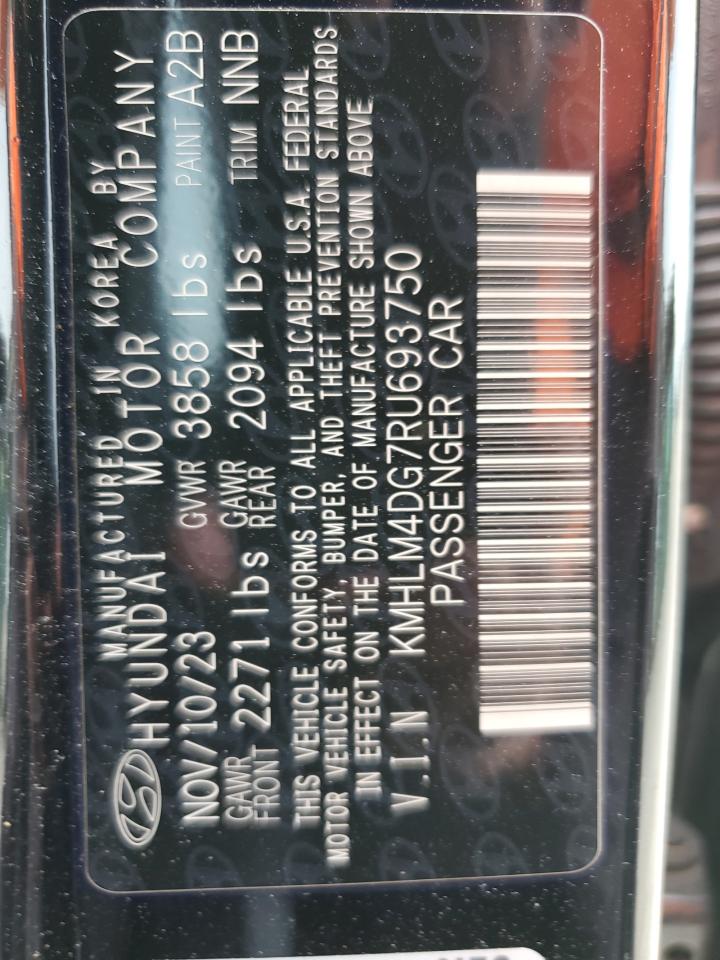 MANUFACTURED IN KOREA BY
HYUNDAI MOTOR COMPANY
NOV/10/23 GVWR 3858 lbs PAINT A2B
GAWR FRONT 2271 lbs GAWR REAR 2094 lbs TRIM NNB
THIS VEHICLE CONFORMS TO ALL APPLICABLE U.S.A. FEDERAL
MOTOR VEHICLE SAFETY, BUMPER, AND THEFT PREVENTION STANDARDS
IN EFFECT ON THE DATE OF MANUFACTURE SHOWN ABOVE
V.I.N KMHLM4DG7RU693750
PASSENGER CAR